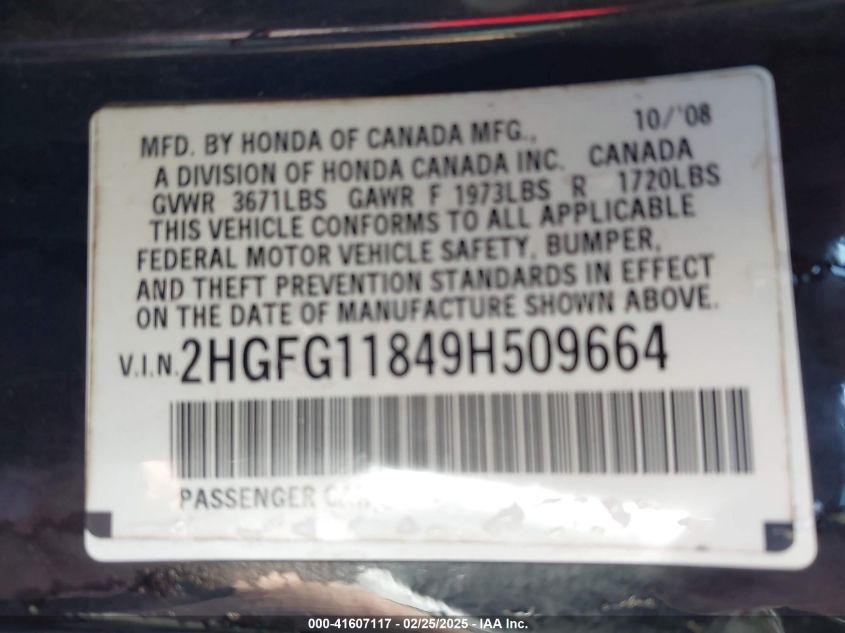 10/'08
MFD. BY HONDA OF CANADA MFG.,
A DIVISION OF HONDA CANADA INC. CANADA
GVWR 3671LBS GAWR F 1973LBS R 1720LBS
THIS VEHICLE CONFORMS TO ALL APPLICABLE
FEDERAL MOTOR VEHICLE SAFETY, BUMPER,
AND THEFT PREVENTION STANDARDS IN EFFECT
ON THE DATE OF MANUFACTURE SHOWN ABOVE.
V.I.N. 2HGFG11849H509664
PASSENGER
000-41607117 - 02/25/2025 - IAA Inc.